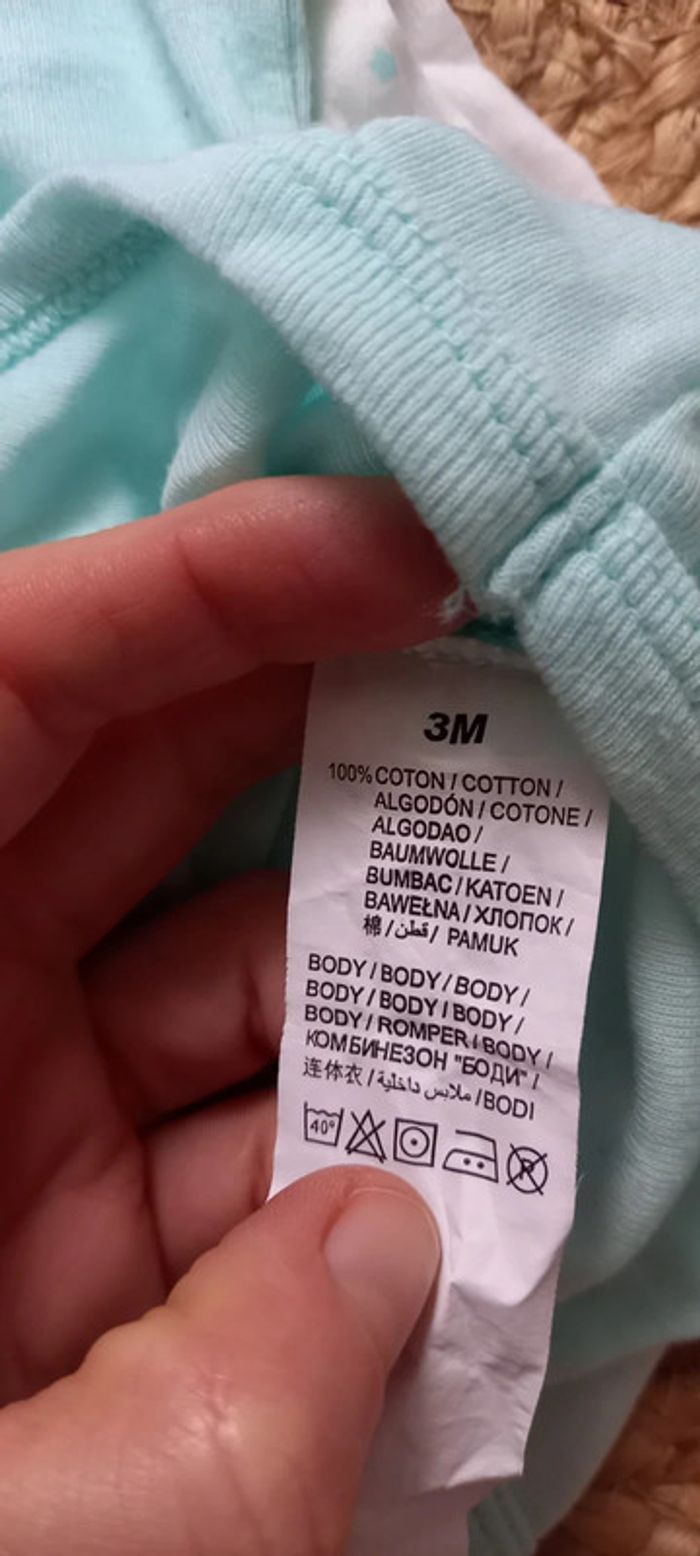 3M
100% COTON / COTTON /
ALGODÓN / COTONE /
ALGODAO /
BAUMWOLLE /
BUMBAC / KATOEN /
BAWEŁNA / ХЛОПОК /
棉 / قطن / PAMUK
BODY / BODY / BODY /
BODY / BODY / BODY /
BODY / ROMPER / BODY /
КОМБИНЕЗОН "БОДИ" /
连体衣 / ملابس داخلية / BODI
40°